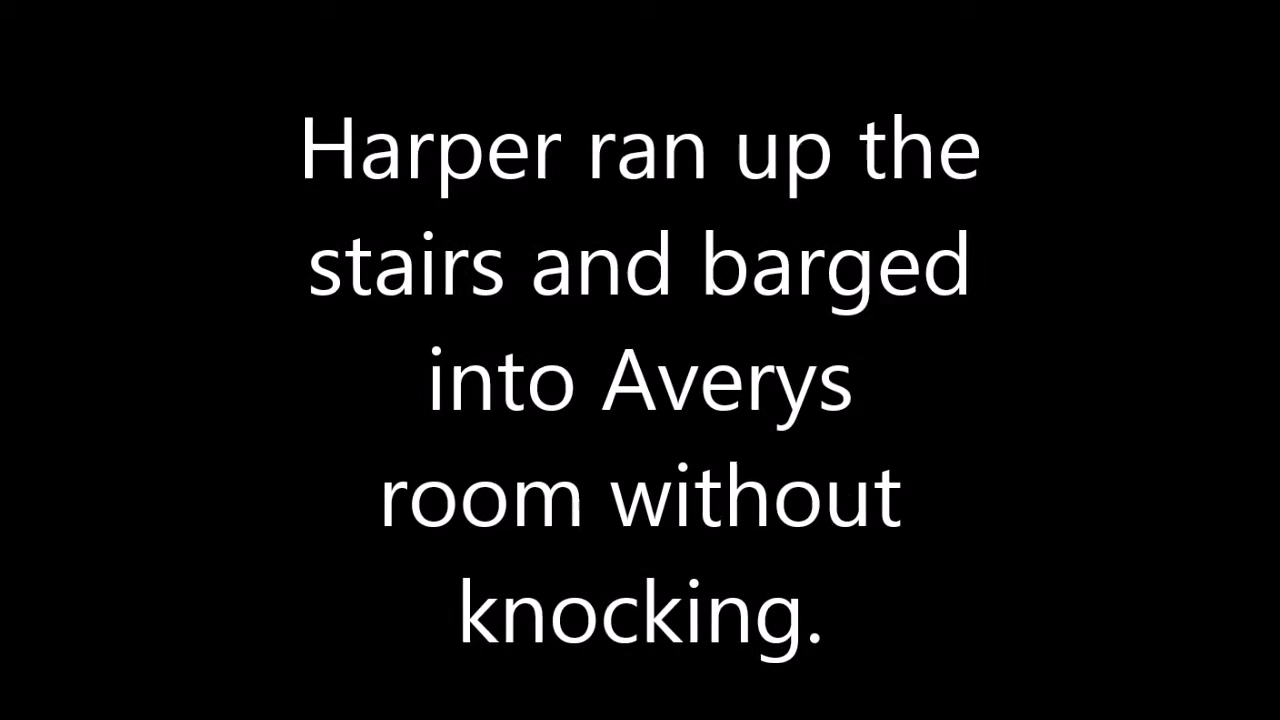 Harper ran up the
stairs and barged
into Averys
room without
knocking.